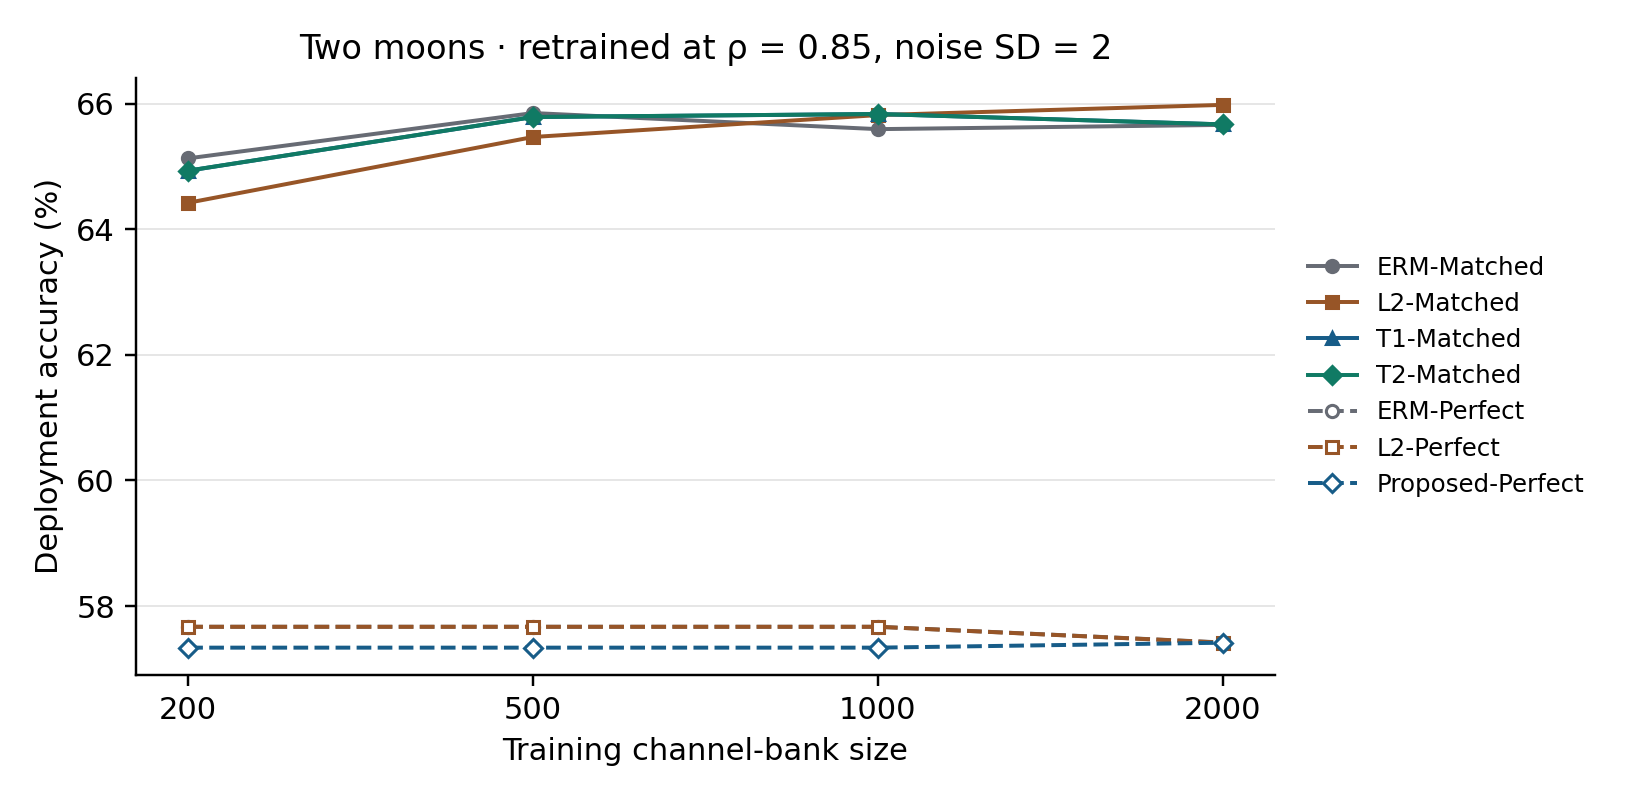 Two moons · retrained at ρ = 0.85, noise SD = 2
Deployment accuracy (%)
66
64
62
60
58
200
500
1000
2000
Training channel-bank size
ERM-Matched
L2-Matched
T1-Matched
T2-Matched
ERM-Perfect
L2-Perfect
Proposed-Perfect